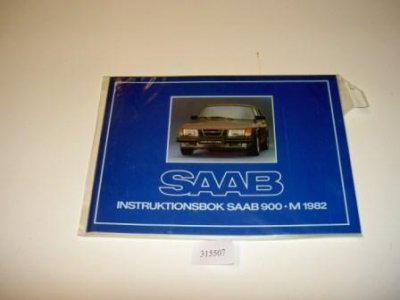 SAAB
INSTRUKTIONSBOK SAAB 900 • M 1982
315507